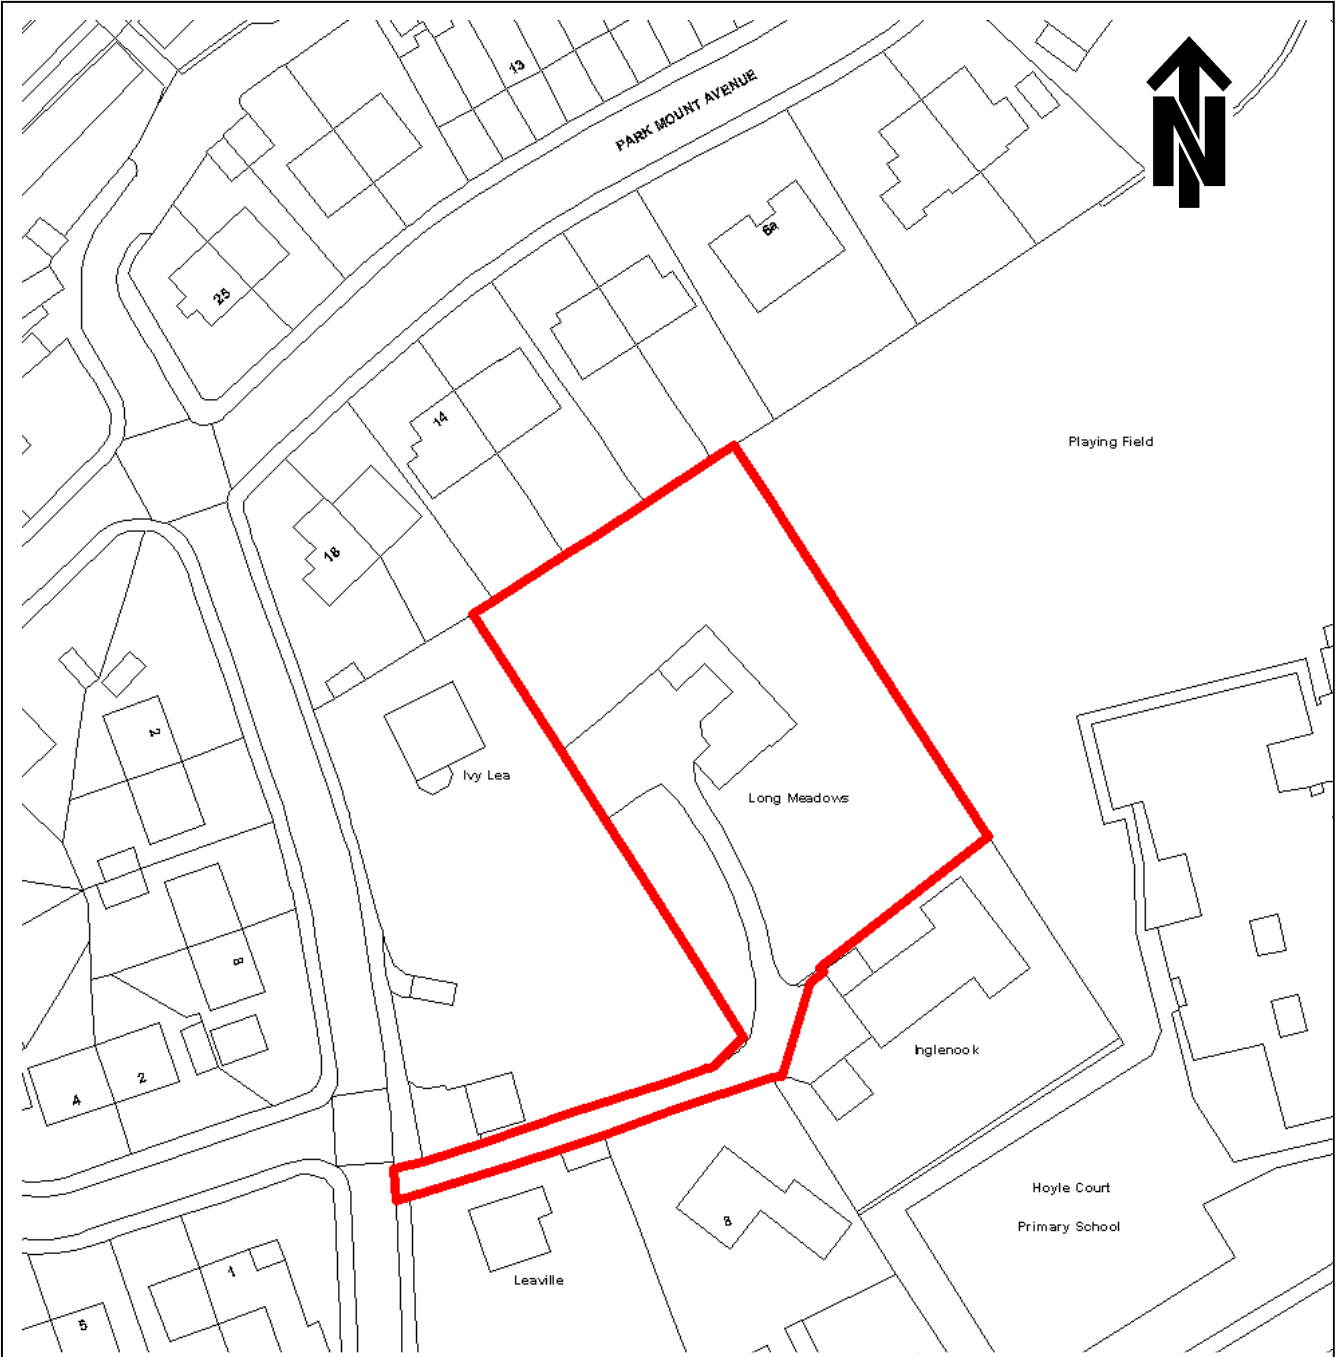 13
PARK MOUNT AVENUE
N
6a
25
14
Playing Field
18
2
Ivy Lea
Long Meadows
8
Inglenook
2
4
Hoyle Court
Primary School
8
1
Leaville
5